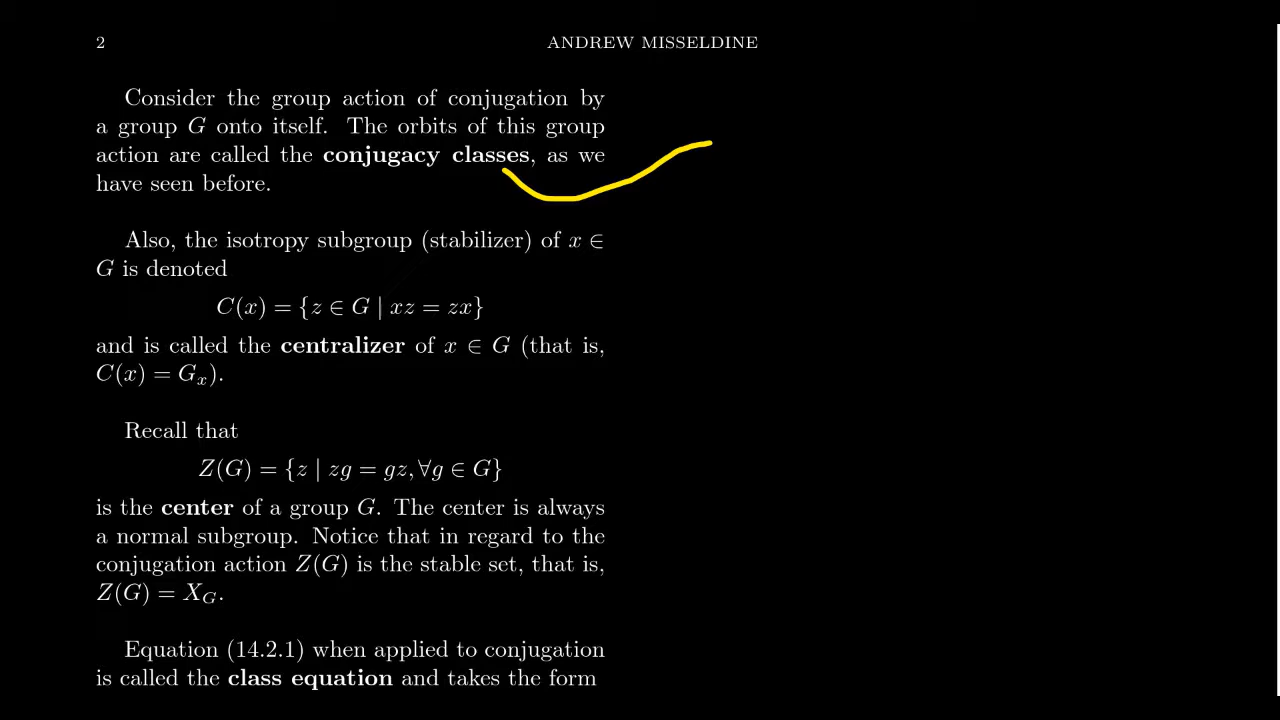 2
ANDREW MISSELDINE
Consider the group action of conjugation by
a group G onto itself. The orbits of this group
action are called the conjugacy classes, as we
have seen before.
Also, the isotropy subgroup (stabilizer) of x ∈
G is denoted
C(x) = {z ∈ G | xz = zx}
and is called the centralizer of x ∈ G (that is,
C(x) = Gₓ).
Recall that
Z(G) = {z | zg = gz, ∀g ∈ G}
is the center of a group G. The center is always
a normal subgroup. Notice that in regard to the
conjugation action Z(G) is the stable set, that is,
Z(G) = X_G.
Equation (14.2.1) when applied to conjugation
is called the class equation and takes the form